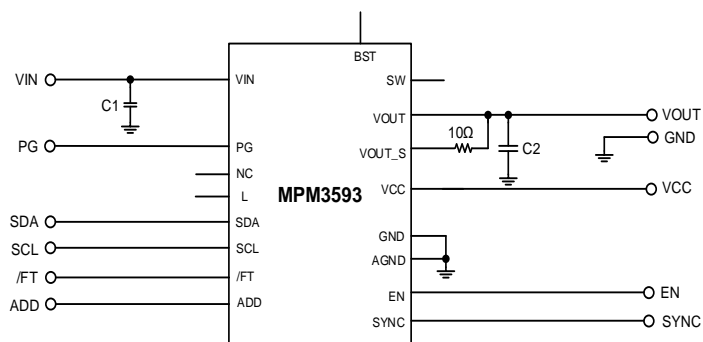 BST
VIN
VIN
SW
C1
VOUT
VOUT
10Ω
C2
GND
PG
PG
VOUT_S
NC
MPM3593
VCC
VCC
L
SDA
SDA
SCL
SCL
GND
/FT
/FT
AGND
ADD
ADD
EN
EN
SYNC
SYNC